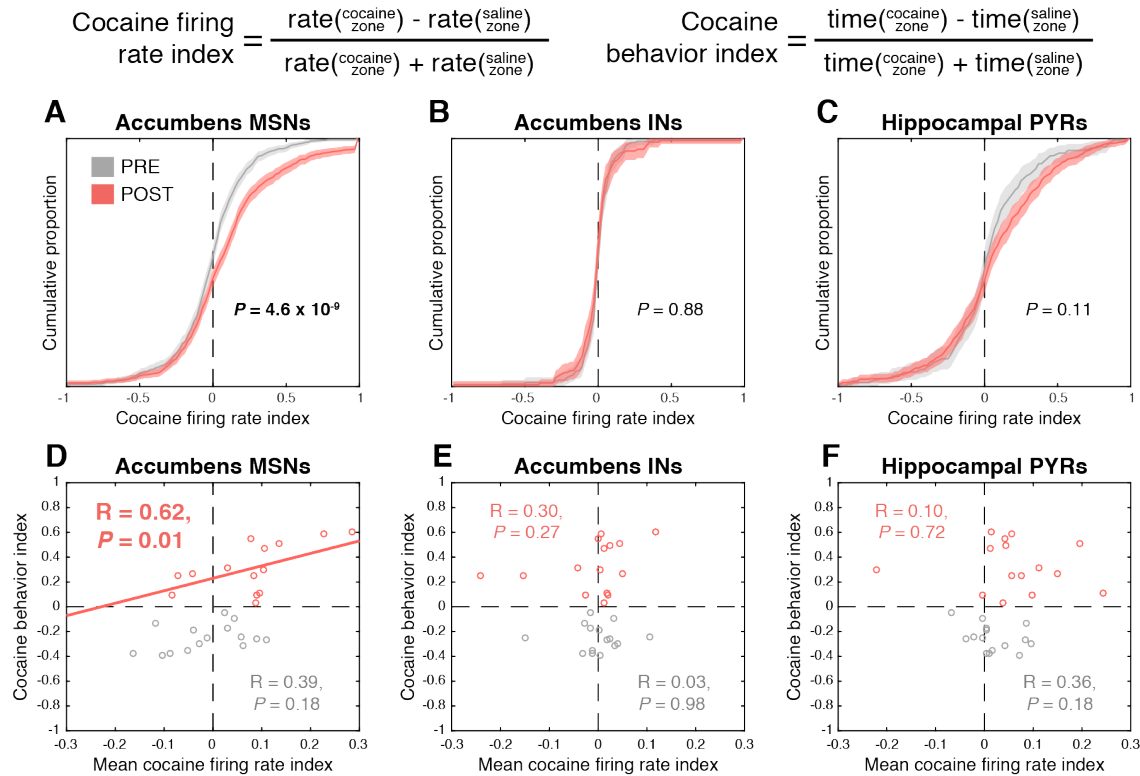 Cocaine firing rate index = rate(cocaine zone) - rate(saline zone) / rate(cocaine zone) + rate(saline zone)
Cocaine behavior index = time(cocaine zone) - time(saline zone) / time(cocaine zone) + time(saline zone)
A
Accumbens MSNs
PRE
POST
P = 4.6 x 10-9
Cumulative proportion
-1 -0.5 0 0.5 1
Cocaine firing rate index
B
Accumbens INs
P = 0.88
Cumulative proportion
-1 -0.5 0 0.5 1
Cocaine firing rate index
C
Hippocampal PYRs
P = 0.11
Cumulative proportion
-1 -0.5 0 0.5 1
Cocaine firing rate index
D
Accumbens MSNs
R = 0.62,
P = 0.01
R = 0.39,
P = 0.18
Cocaine behavior index
1
0.8
0.6
0.4
0.2
0
-0.2
-0.4
-0.6
-0.8
-1
-0.3 -0.2 -0.1 0 0.1 0.2 0.3
Mean cocaine firing rate index
E
Accumbens INs
R = 0.30,
P = 0.27
R = 0.03,
P = 0.98
Cocaine behavior index
1
0.8
0.6
0.4
0.2
0
-0.2
-0.4
-0.6
-0.8
-1
-0.3 -0.2 -0.1 0 0.1 0.2 0.3
Mean cocaine firing rate index
F
Hippocampal PYRs
R = 0.10,
P = 0.72
R = 0.36,
P = 0.18
Cocaine behavior index
1
0.8
0.6
0.4
0.2
0
-0.2
-0.4
-0.6
-0.8
-1
-0.3 -0.2 -0.1 0 0.1 0.2 0.3
Mean cocaine firing rate index